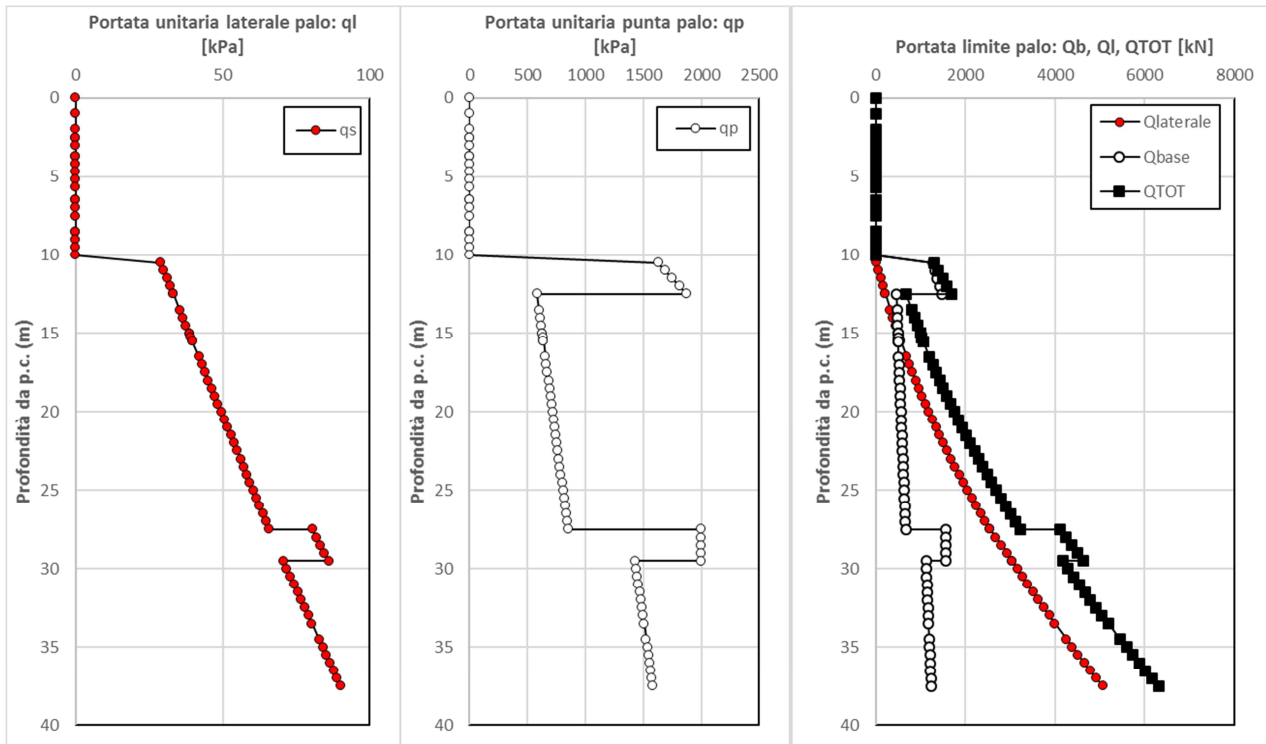 Portata unitaria laterale palo: ql
[kPa]
0 50 100
0
5
10
15
20
25
30
35
40
Profondità da p.c. (m)
qs
Portata unitaria punta palo: qp
[kPa]
0 500 1000 1500 2000 2500
0
5
10
15
20
25
30
35
40
Profondità da p.c. (m)
qp
Portata limite palo: Qb, Ql, QTOT [kN]
0 2000 4000 6000 8000
0
5
10
15
20
25
30
35
40
Profondità da p.c. (m)
Qlaterale
Qbase
QTOT